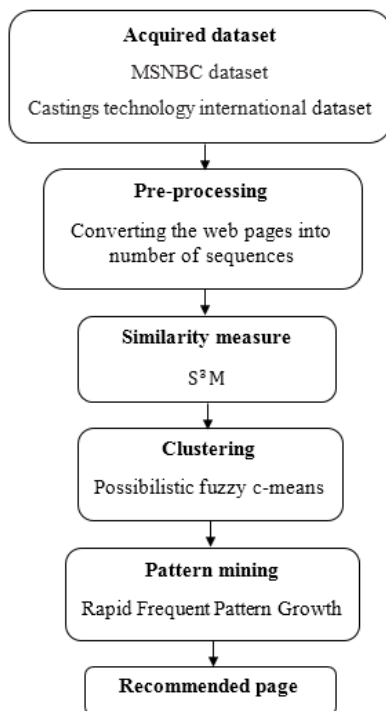 Acquired dataset
MSNBC dataset
Castings technology international dataset
Pre-processing
Converting the web pages into
number of sequences
Similarity measure
S³M
Clustering
Possibilistic fuzzy c-means
Pattern mining
Rapid Frequent Pattern Growth
Recommended page